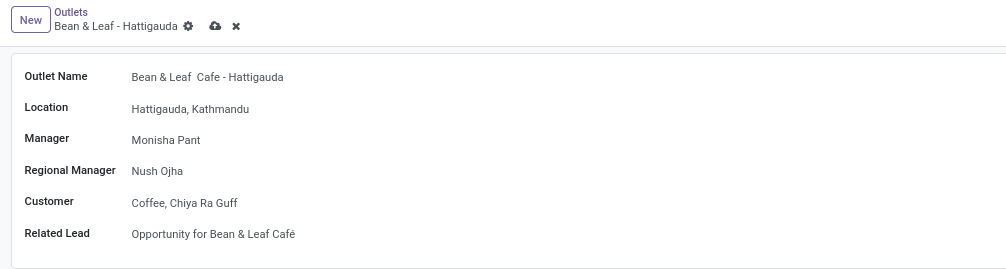 New
Outlets
Bean & Leaf - Hattigauda
Outlet Name Bean & Leaf  Cafe - Hattigauda
Location Hattigauda, Kathmandu
Manager Monisha Pant
Regional Manager Nush Ojha
Customer Coffee, Chiya Ra Guff
Related Lead Opportunity for Bean & Leaf Café